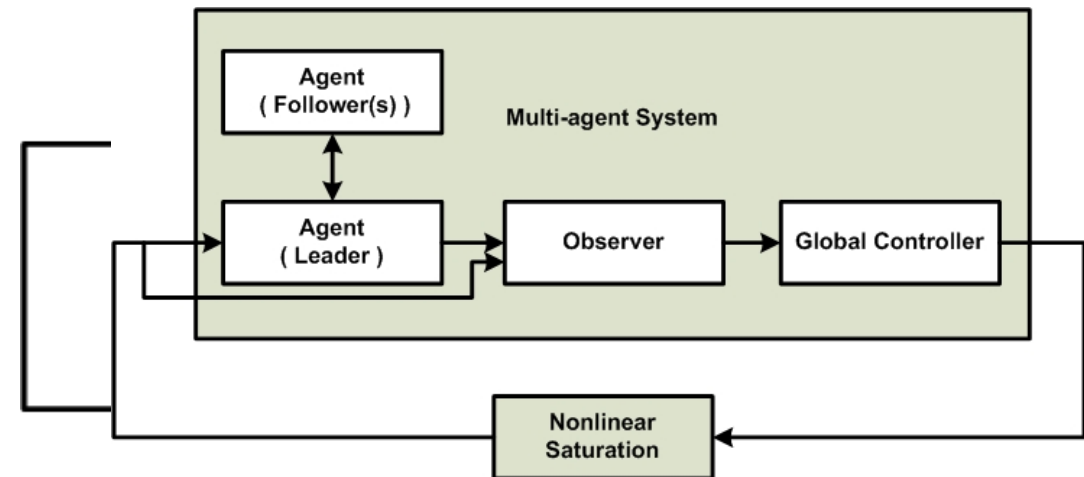 Agent
( Follower(s) )
Multi-agent System
Agent
( Leader )
Observer
Global Controller
Nonlinear
Saturation